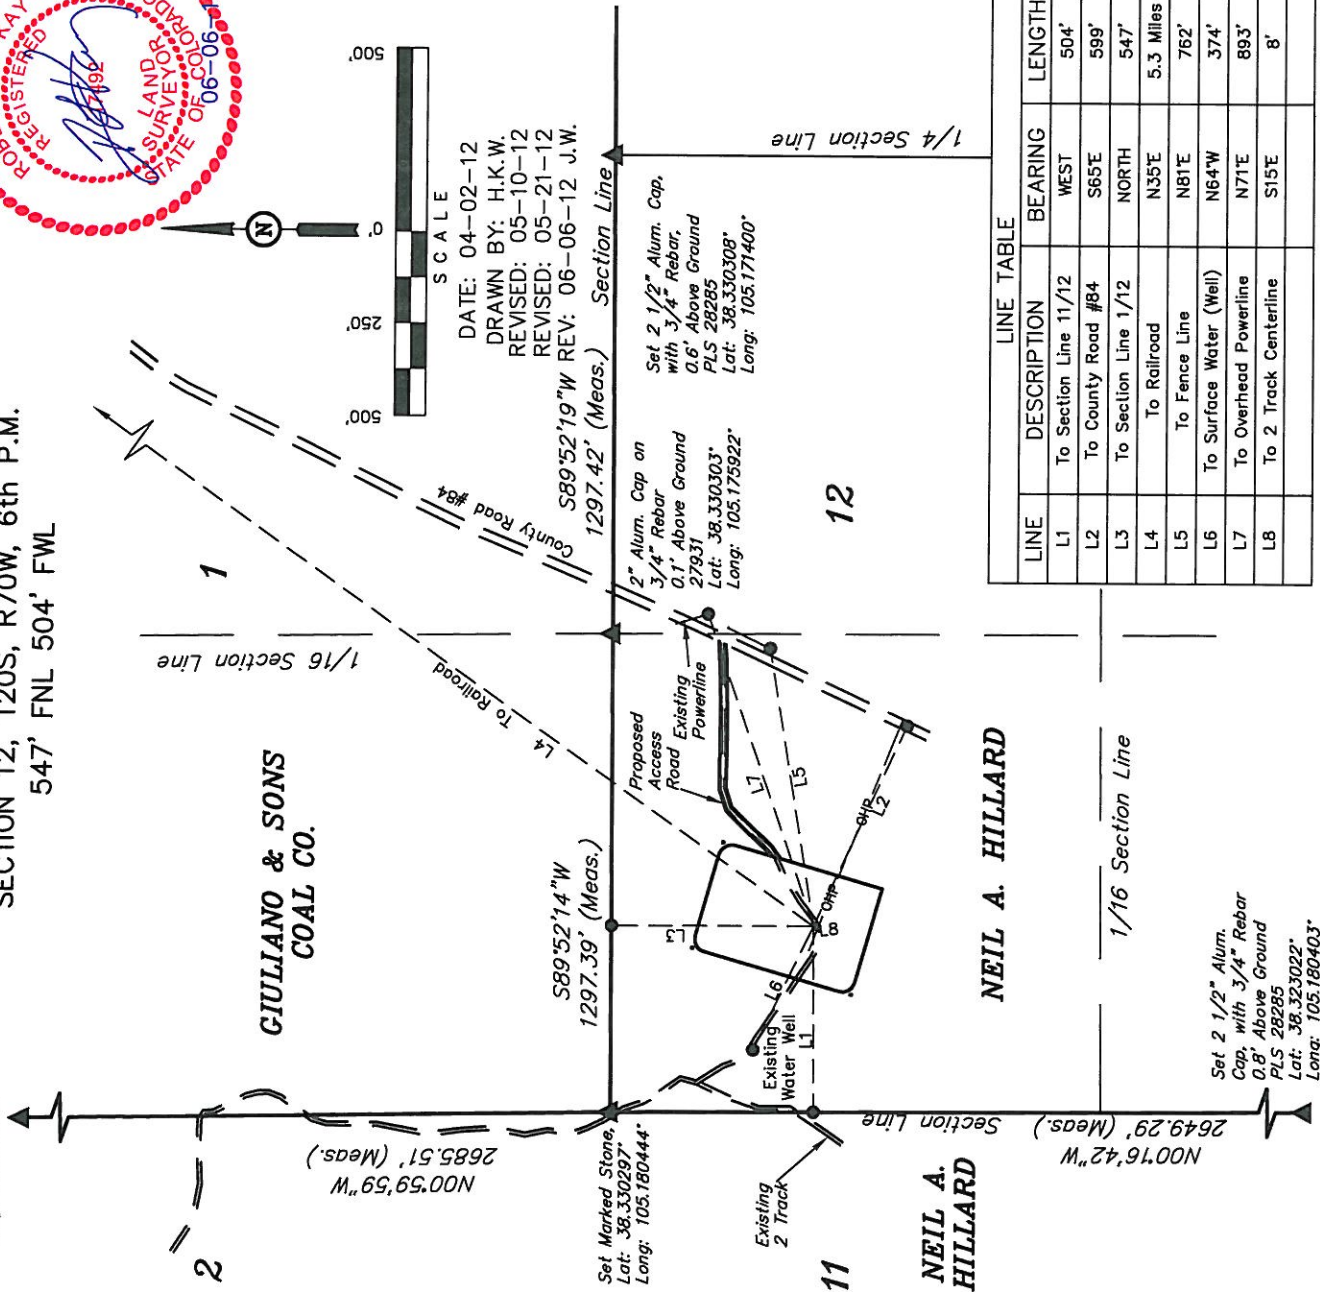 SECTION 12, T20S, R70W, 6th P.M.
547' FNL 504' FWL
REGISTERED
17492
LAND
SURVEYOR
STATE OF COLORADO
500'
250'
0'
500'
SCALE
DATE: 04-02-12
DRAWN BY: H.K.W.
REVISED: 05-10-12
REVISED: 05-21-12
REV: 06-06-12 J.W.
N
2
1
GIULIANO & SONS
COAL CO.
1/16 Section Line
L4
To Railroad
County Road #84
N00°59'59"W
2685.51' (Meas.)
S89°52'14"W
1297.39' (Meas.)
S89°52'19"W
1297.42' (Meas.)
Section Line
Set Marked Stone,
Lat: 38.330297°
Long: 105.180444°
2" Alum. Cap on
3/4" Rebar
0.1' Above Ground
27931
Lat: 38.330303°
Long: 105.175922°
Set 2 1/2" Alum. Cap,
with 3/4" Rebar,
0.6' Above Ground
PLS 28285
Lat: 38.330308°
Long: 105.171400°
1/4 Section Line
Proposed
Access
Road
Existing
Powerline
L3
L7
L5
L6
L8
L1
OHP
OHP
L2
Existing
Water Well
Existing
2 Track
Section Line
11
12
NEIL A.
HILLARD
NEIL A. HILLARD
1/16 Section Line
N00°16'42"W
2649.29' (Meas.)
Set 2 1/2" Alum.
Cap, with 3/4" Rebar
0.8' Above Ground
PLS 28285
Lat: 38.323022°
Long: 105.180403°
LINE TABLE
LINE DESCRIPTION BEARING LENGTH
L1 To Section Line 11/12 WEST 504'
L2 To County Road #84 S65°E 599'
L3 To Section Line 1/12 NORTH 547'
L4 To Railroad N35°E 5.3 Miles
L5 To Fence Line N81°E 762'
L6 To Surface Water (Well) N64°W 374'
L7 To Overhead Powerline N71°E 893'
L8 To 2 Track Centerline S15°E 8'